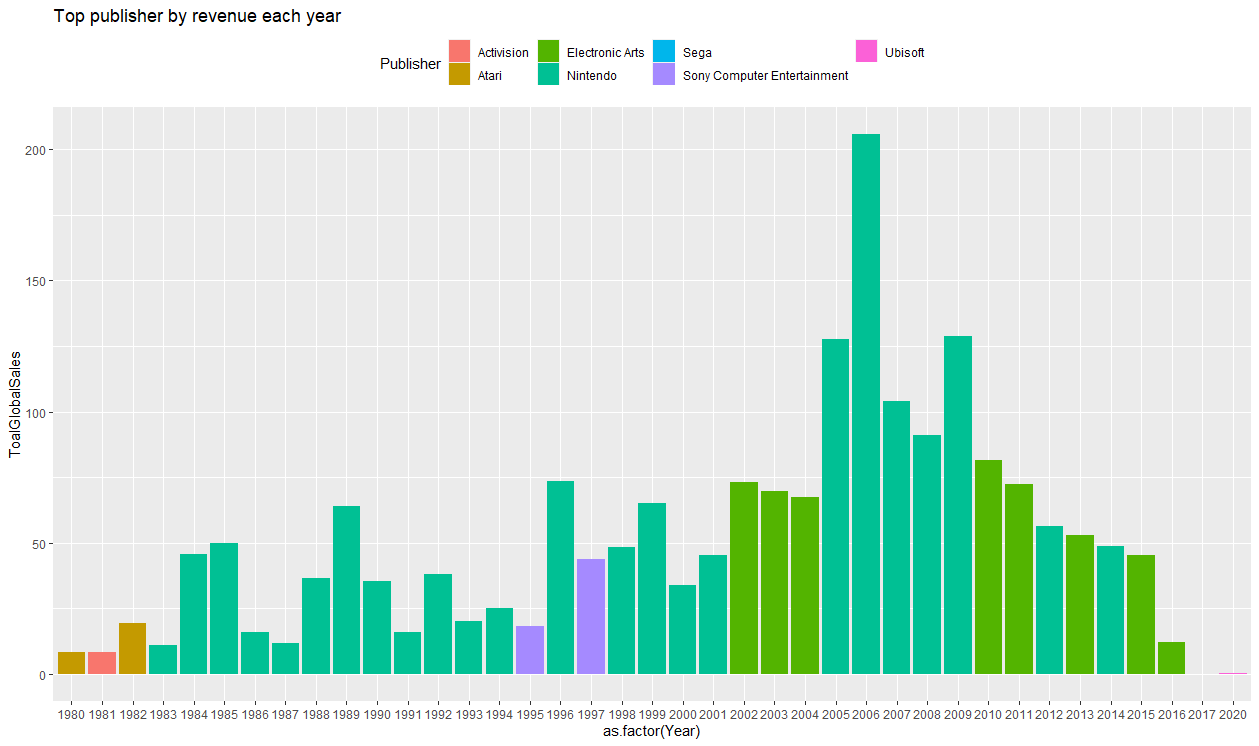 Top publisher by revenue each year
Publisher
Activision
Electronic Arts
Sega
Ubisoft
Atari
Nintendo
Sony Computer Entertainment
ToalGlobalSales
200
150
100
50
0
1980 1981 1982 1983 1984 1985 1986 1987 1988 1989 1990 1991 1992 1993 1994 1995 1996 1997 1998 1999 2000 2001 2002 2003 2004 2005 2006 2007 2008 2009 2010 2011 2012 2013 2014 2015 2016 2017 2020
as.factor(Year)